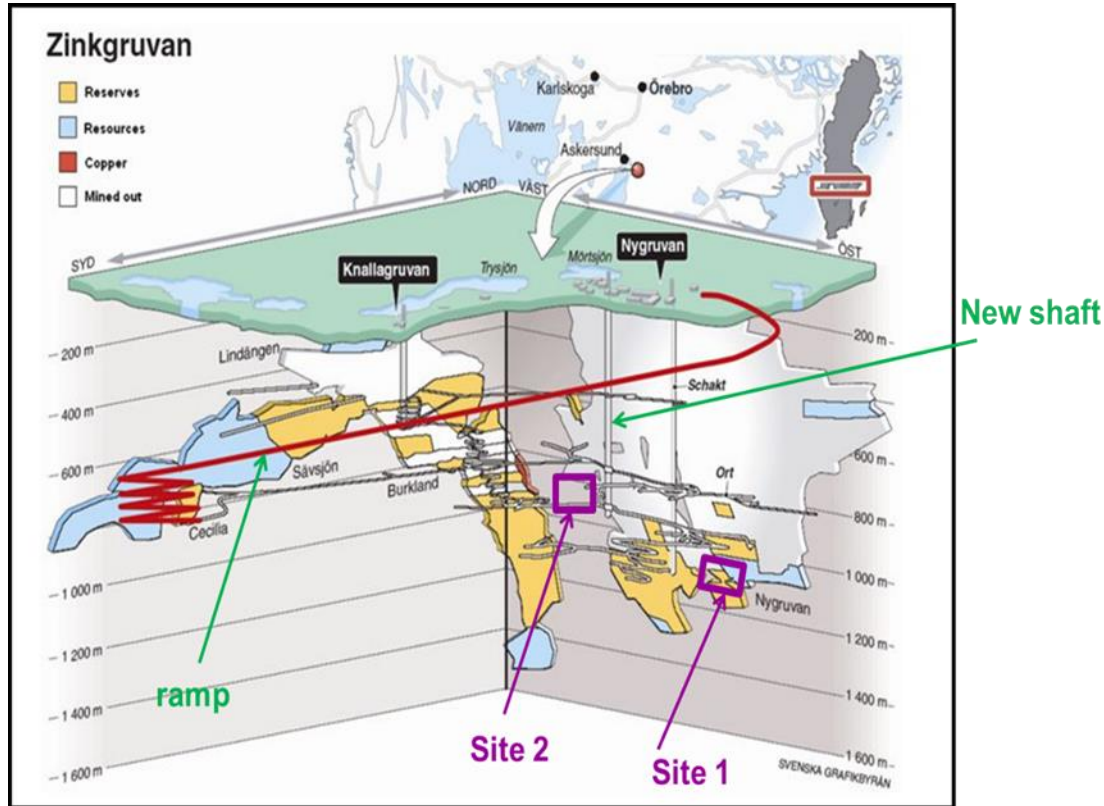 Zinkgruvan
Reserves
Resources
Copper
Mined out
Karlskoga
Örebro
Vänern
Askersund
NORD
VÄST
SYD
ÖST
Knallagruvan
Trysjön
Mörtsjön
Nygruvan
New shaft
200 m
200 m
Lindängen
Schakt
400 m
400 m
600 m
600 m
Sävsjön
Burkland
Ort
800 m
800 m
Cecilia
1 000 m
1 000 m
Nygruvan
1 200 m
1 200 m
ramp
1 400 m
1 400 m
Site 2
Site 1
1 600 m
1 600 m
SVENSKA GRAFIKBYRÅN